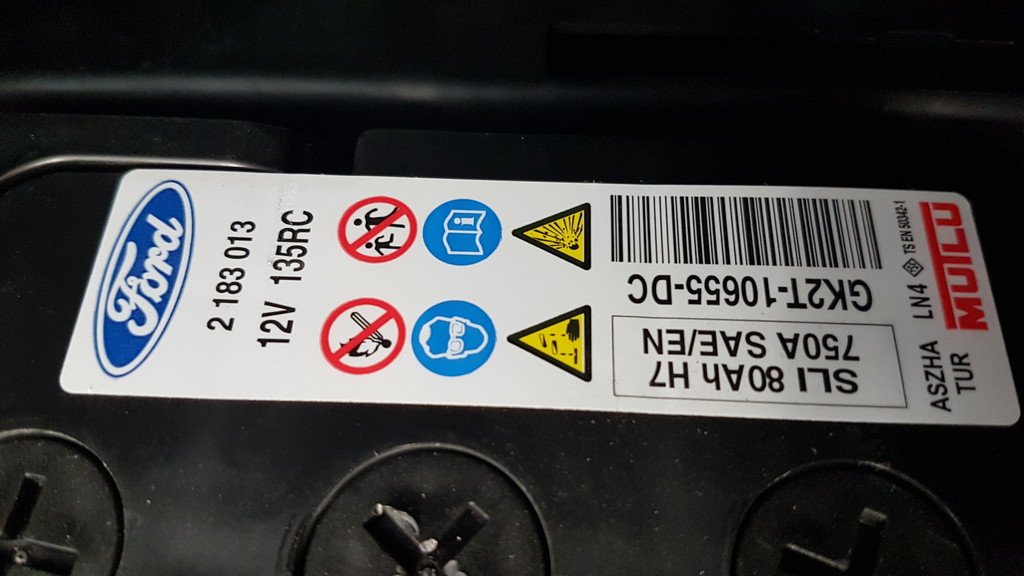 Ford
2 183 013
12V 135RC
GK2T-10655-DC
SLI 80Ah H7
750A SAE/EN
ASZHA LN4 TS EN 50342-1
TUR MUTLU